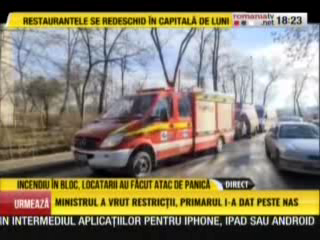 RESTAURANTELE SE REDESCHID ÎN CAPITALĂ DE LUNI
romaniatv.net
18:23
INCENDIU ÎN BLOC, LOCATARII AU FĂCUT ATAC DE PANICĂ
DIRECT
URMEAZĂ
MINISTRUL A VRUT RESTRICȚII, PRIMARUL I-A DAT PESTE NAS
IN INTERMEDIUL APLICAȚIILOR PENTRU IPHONE, IPAD SAU ANDROID